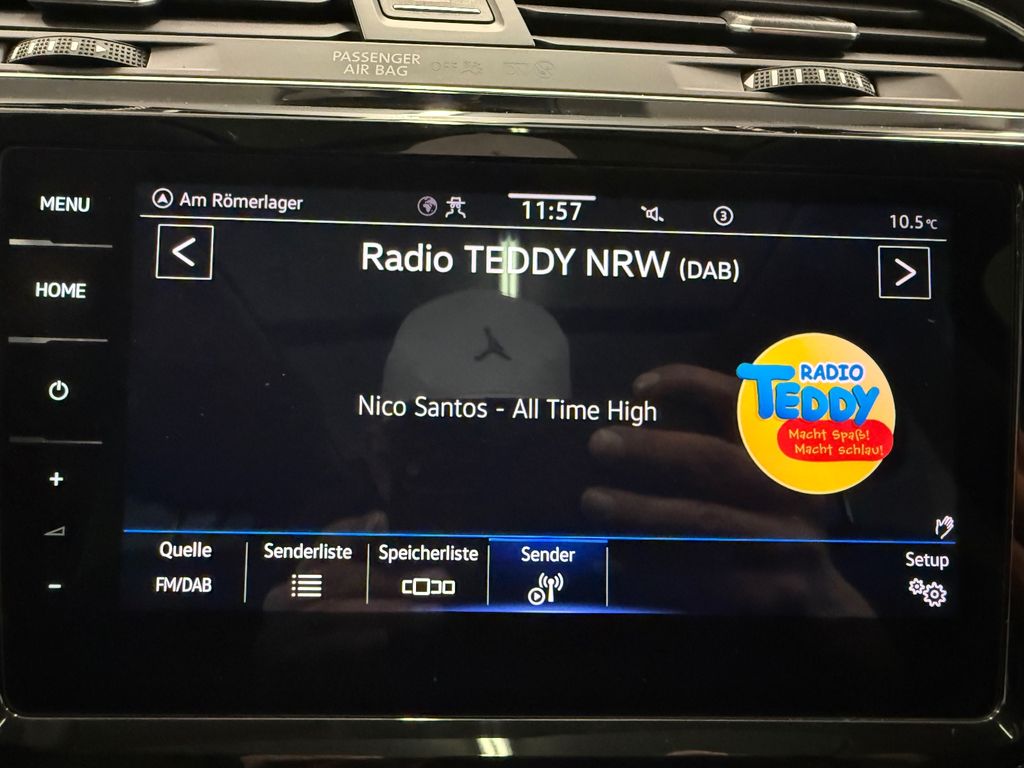 PASSENGER
AIR BAG OFF
MENU
Am Römerlager
11:57
3
10.5°C
HOME
<
Radio TEDDY NRW (DAB)
>
Nico Santos - All Time High
RADIO
TEDDY
Macht Spaß!
Macht schlau!
+
-
Quelle
FM/DAB
Senderliste
Speicherliste
Sender
Setup